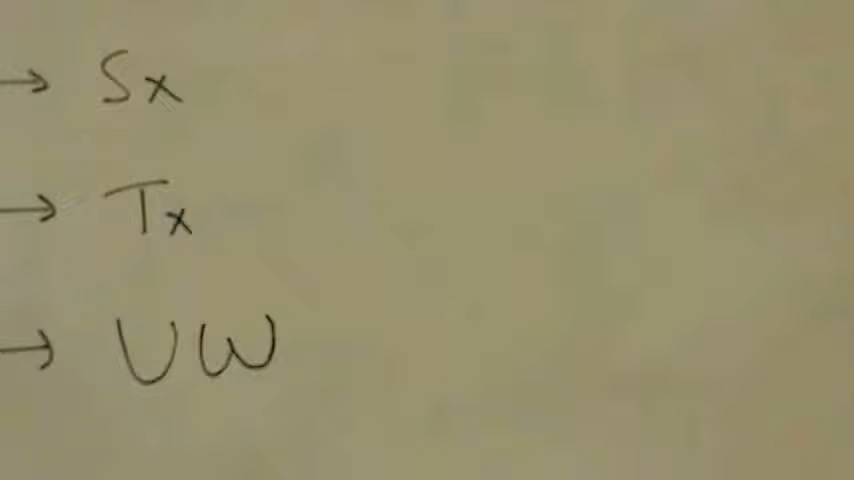 → Sx
→ Tx
→ UW